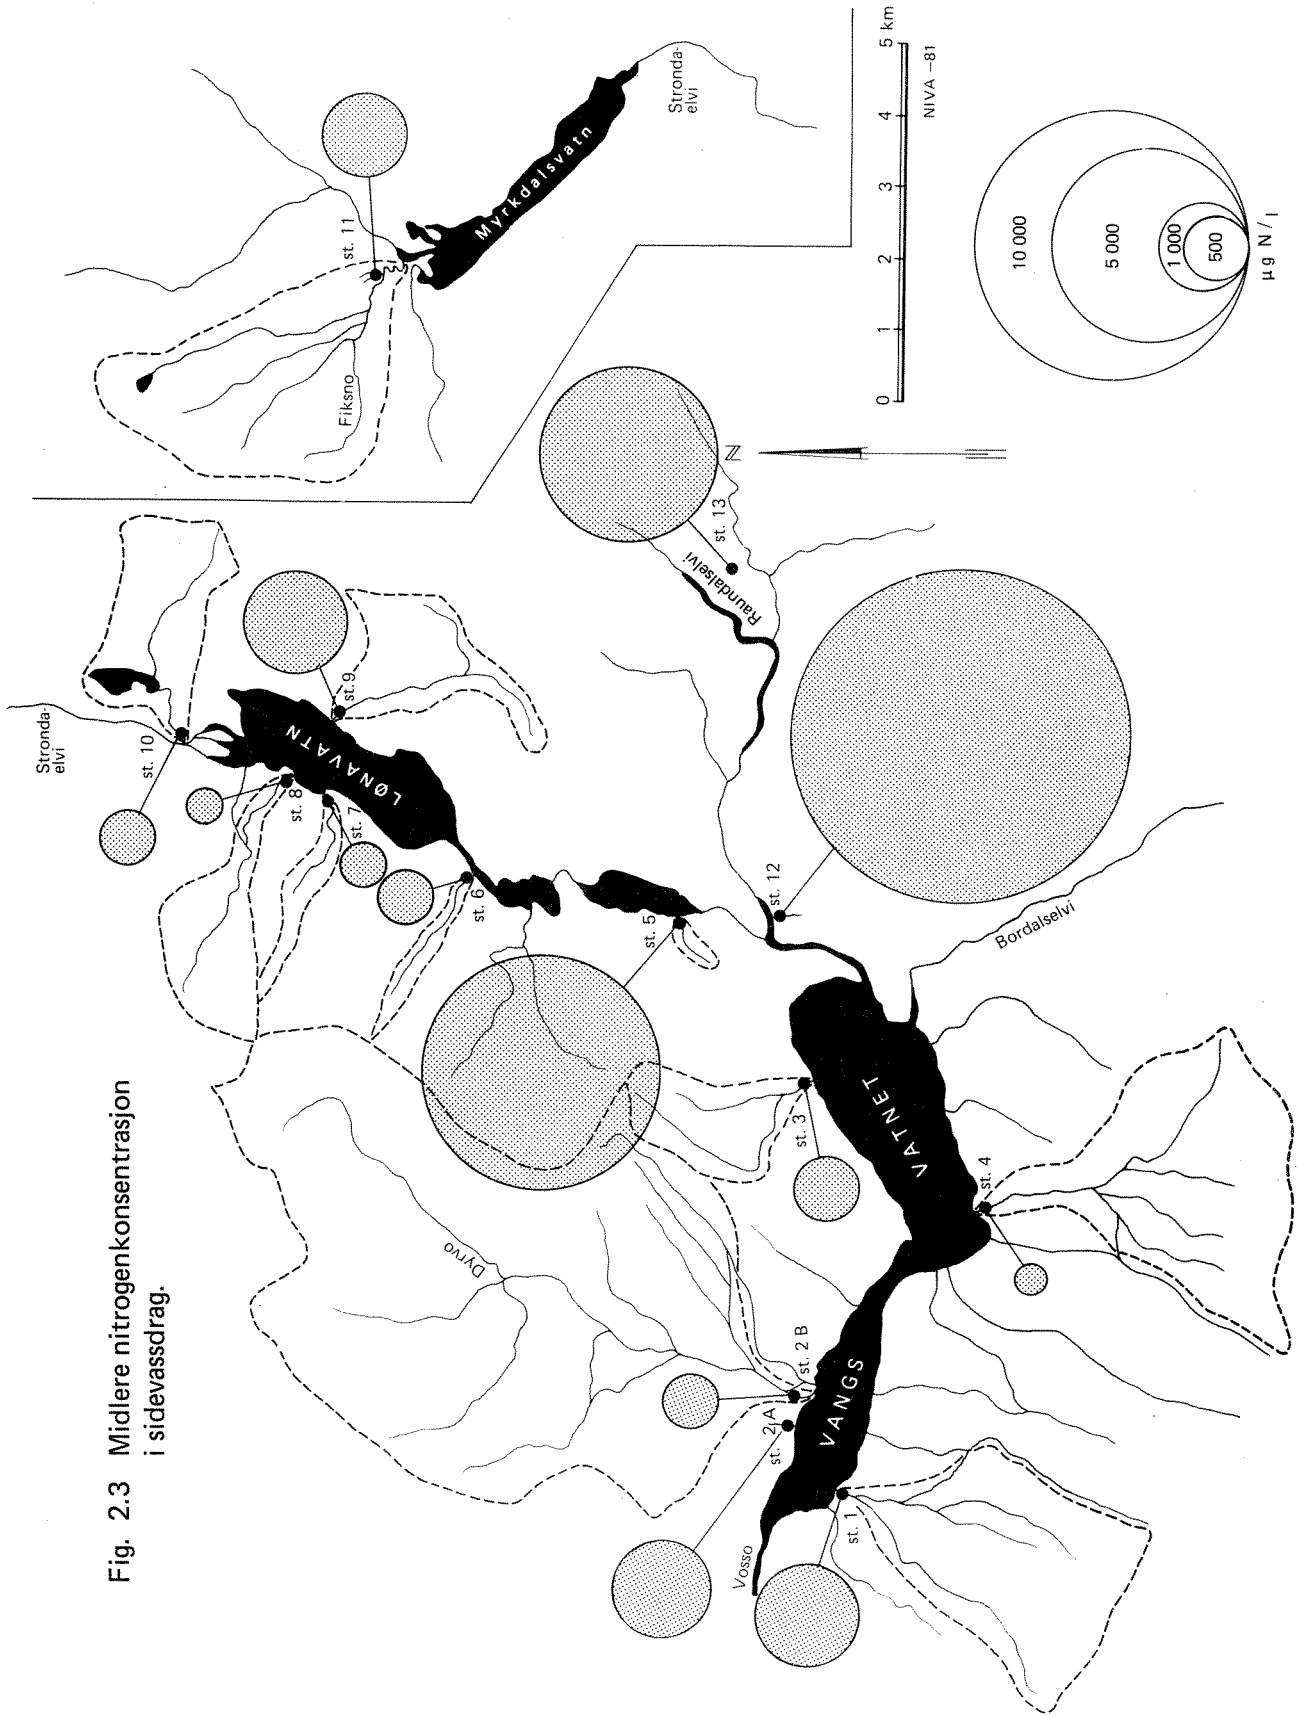 Fig. 2.3 Midlere nitrogenkonsentrasjon
i sidevassdrag.
Stronda-
elvi
st. 10
st. 8
st. 7
LØNAVATN
st. 9
st. 6
st. 5
Dyrvo
st. 3
st. 2 B
st. 2 A
Vosso
st. 1
VANGS
VATNET
st. 4
st. 12
Bordalselvi
Raundalselvi
st. 13
N
Fiksno
st. 11
Myrkdalsvatn
Stronda-
elvi
0 1 2 3 4 5 km
NIVA -81
10 000
5 000
1 000
500
µg N/l